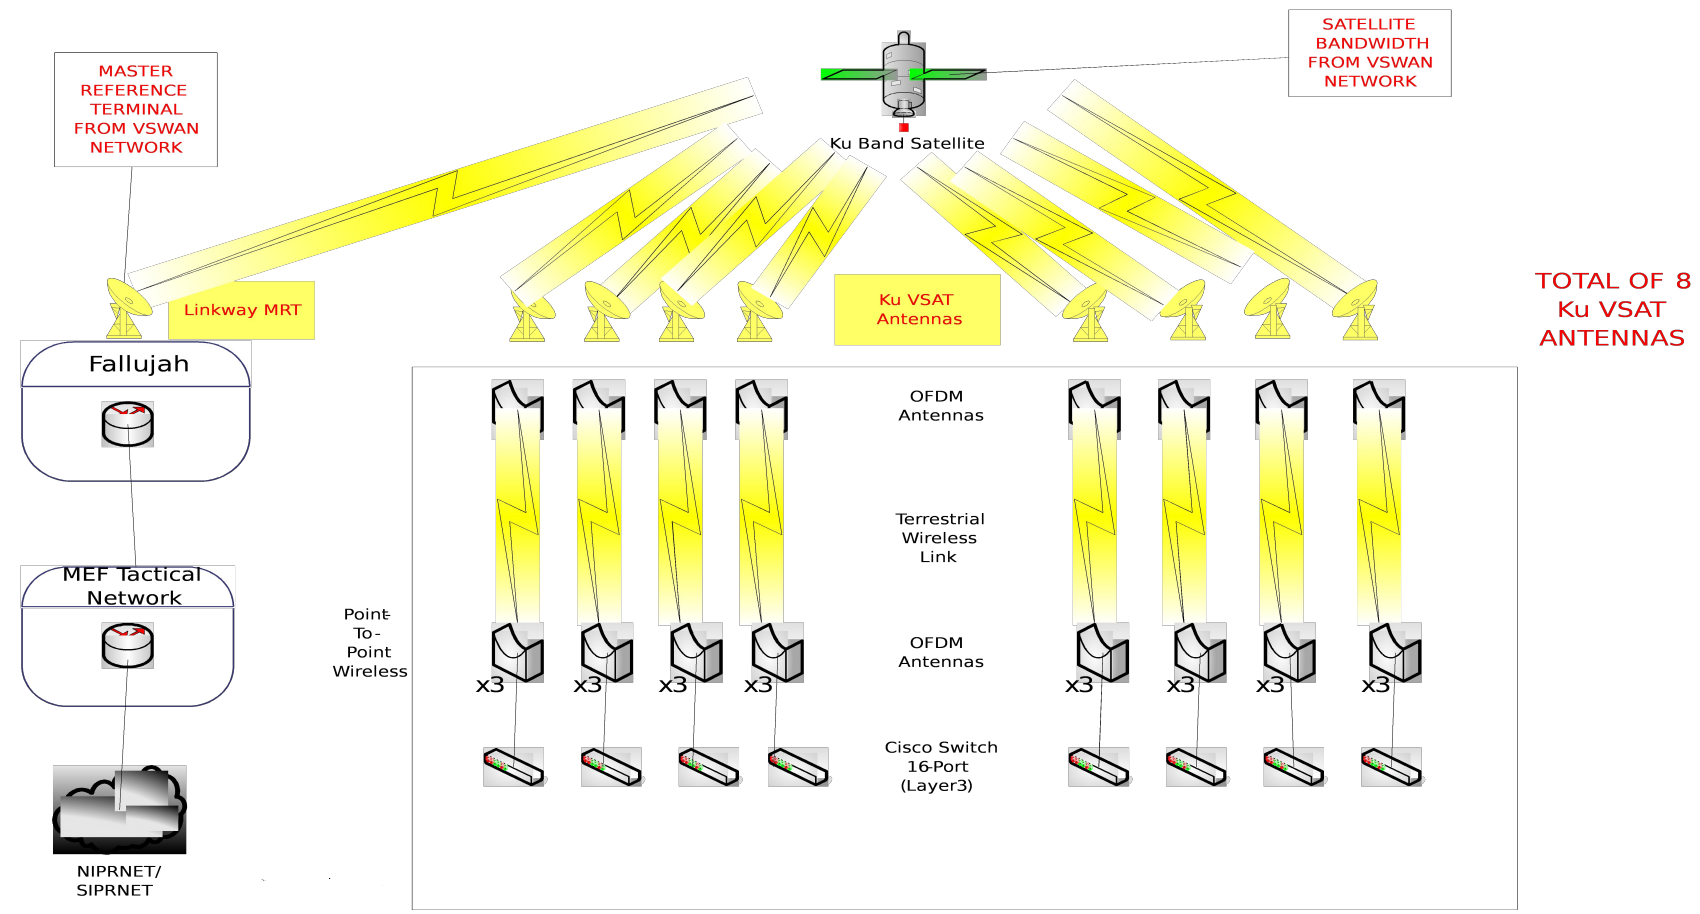 MASTER
REFERENCE
TERMINAL
FROM VSWAN
NETWORK
SATELLITE
BANDWIDTH
FROM VSWAN
NETWORK
Ku Band Satellite
Linkway MRT
Ku VSAT
Antennas
TOTAL OF 8
Ku VSAT
ANTENNAS
Fallujah
OFDM
Antennas
Terrestrial
Wireless
Link
MEF Tactical
Network
Point-
To-
Point
Wireless
OFDM
Antennas
x3 x3 x3 x3 x3 x3 x3 x3
Cisco Switch
16-Port
(Layer3)
NIPRNET/
SIPRNET